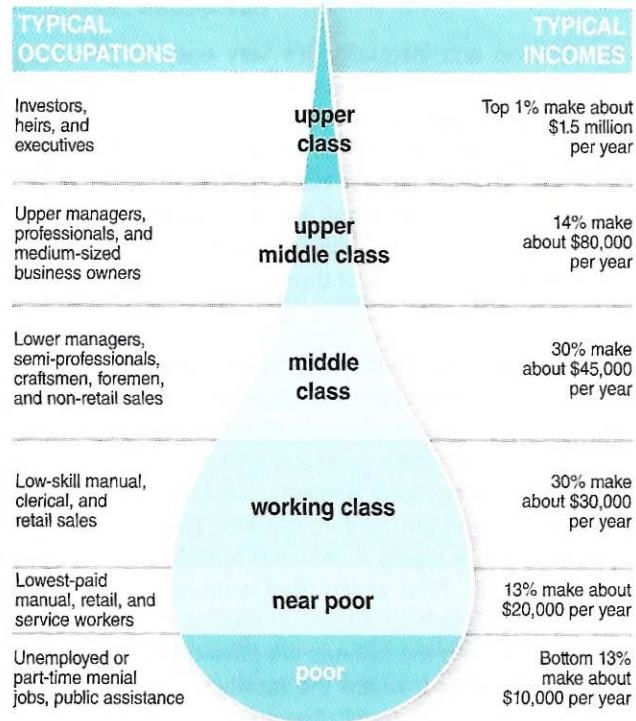 TYPICAL
OCCUPATIONS
TYPICAL
INCOMES
Investors,
heirs, and
executives
upper
class
Top 1% make about
$1.5 million
per year
Upper managers,
professionals, and
medium-sized
business owners
upper
middle class
14% make
about $80,000
per year
Lower managers,
semi-professionals,
craftsmen, foremen,
and non-retail sales
middle
class
30% make
about $45,000
per year
Low-skill manual,
clerical, and
retail sales
working class
30% make
about $30,000
per year
Lowest-paid
manual, retail, and
service workers
near poor
13% make about
$20,000 per year
Unemployed or
part-time menial
jobs, public assistance
poor
Bottom 13%
make about
$10,000 per year